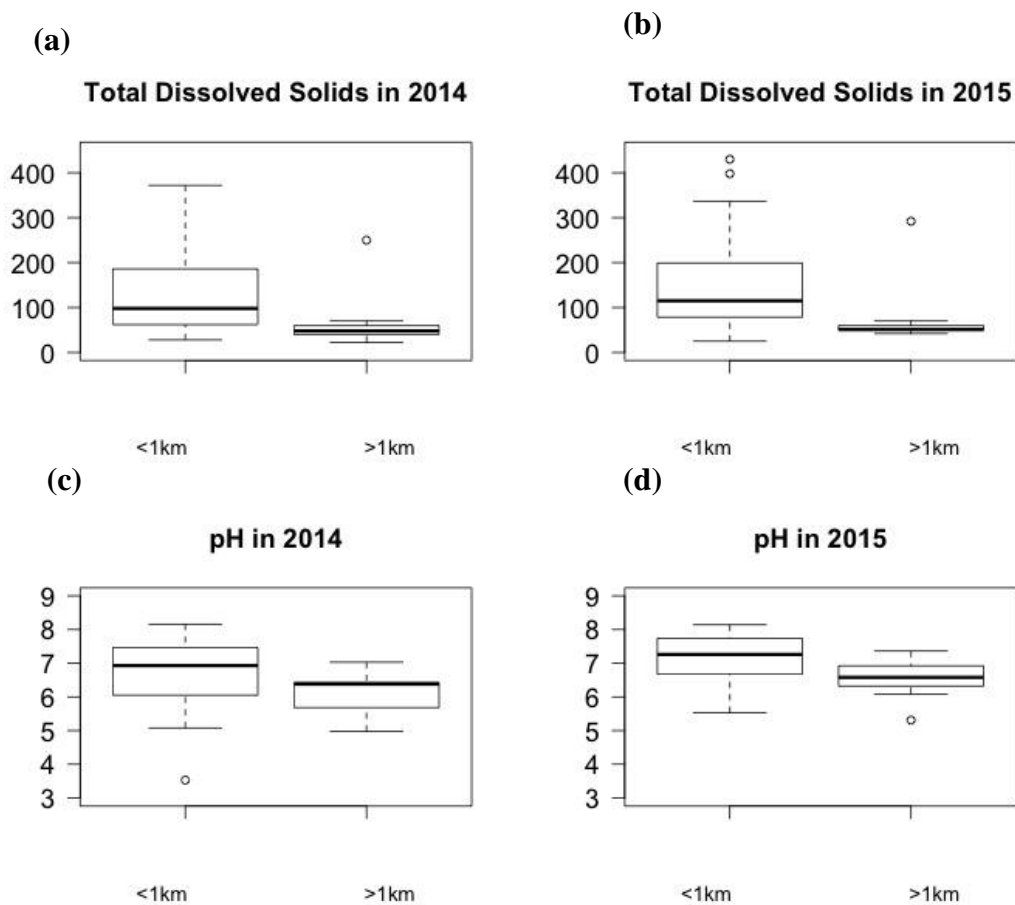 (a)
Total Dissolved Solids in 2014
400
300
200
100
0
<1km >1km
(b)
Total Dissolved Solids in 2015
400
300
200
100
0
<1km >1km
(c)
pH in 2014
9
8
7
6
5
4
3
<1km >1km
(d)
pH in 2015
9
8
7
6
5
4
3
<1km >1km